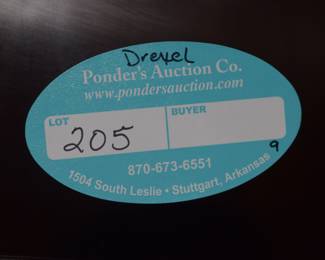 Drexel
Ponder's Auction Co.
www.pondersauction.com
LOT
BUYER
205
870-673-6551
9
1504 South Leslie • Stuttgart, Arkansas